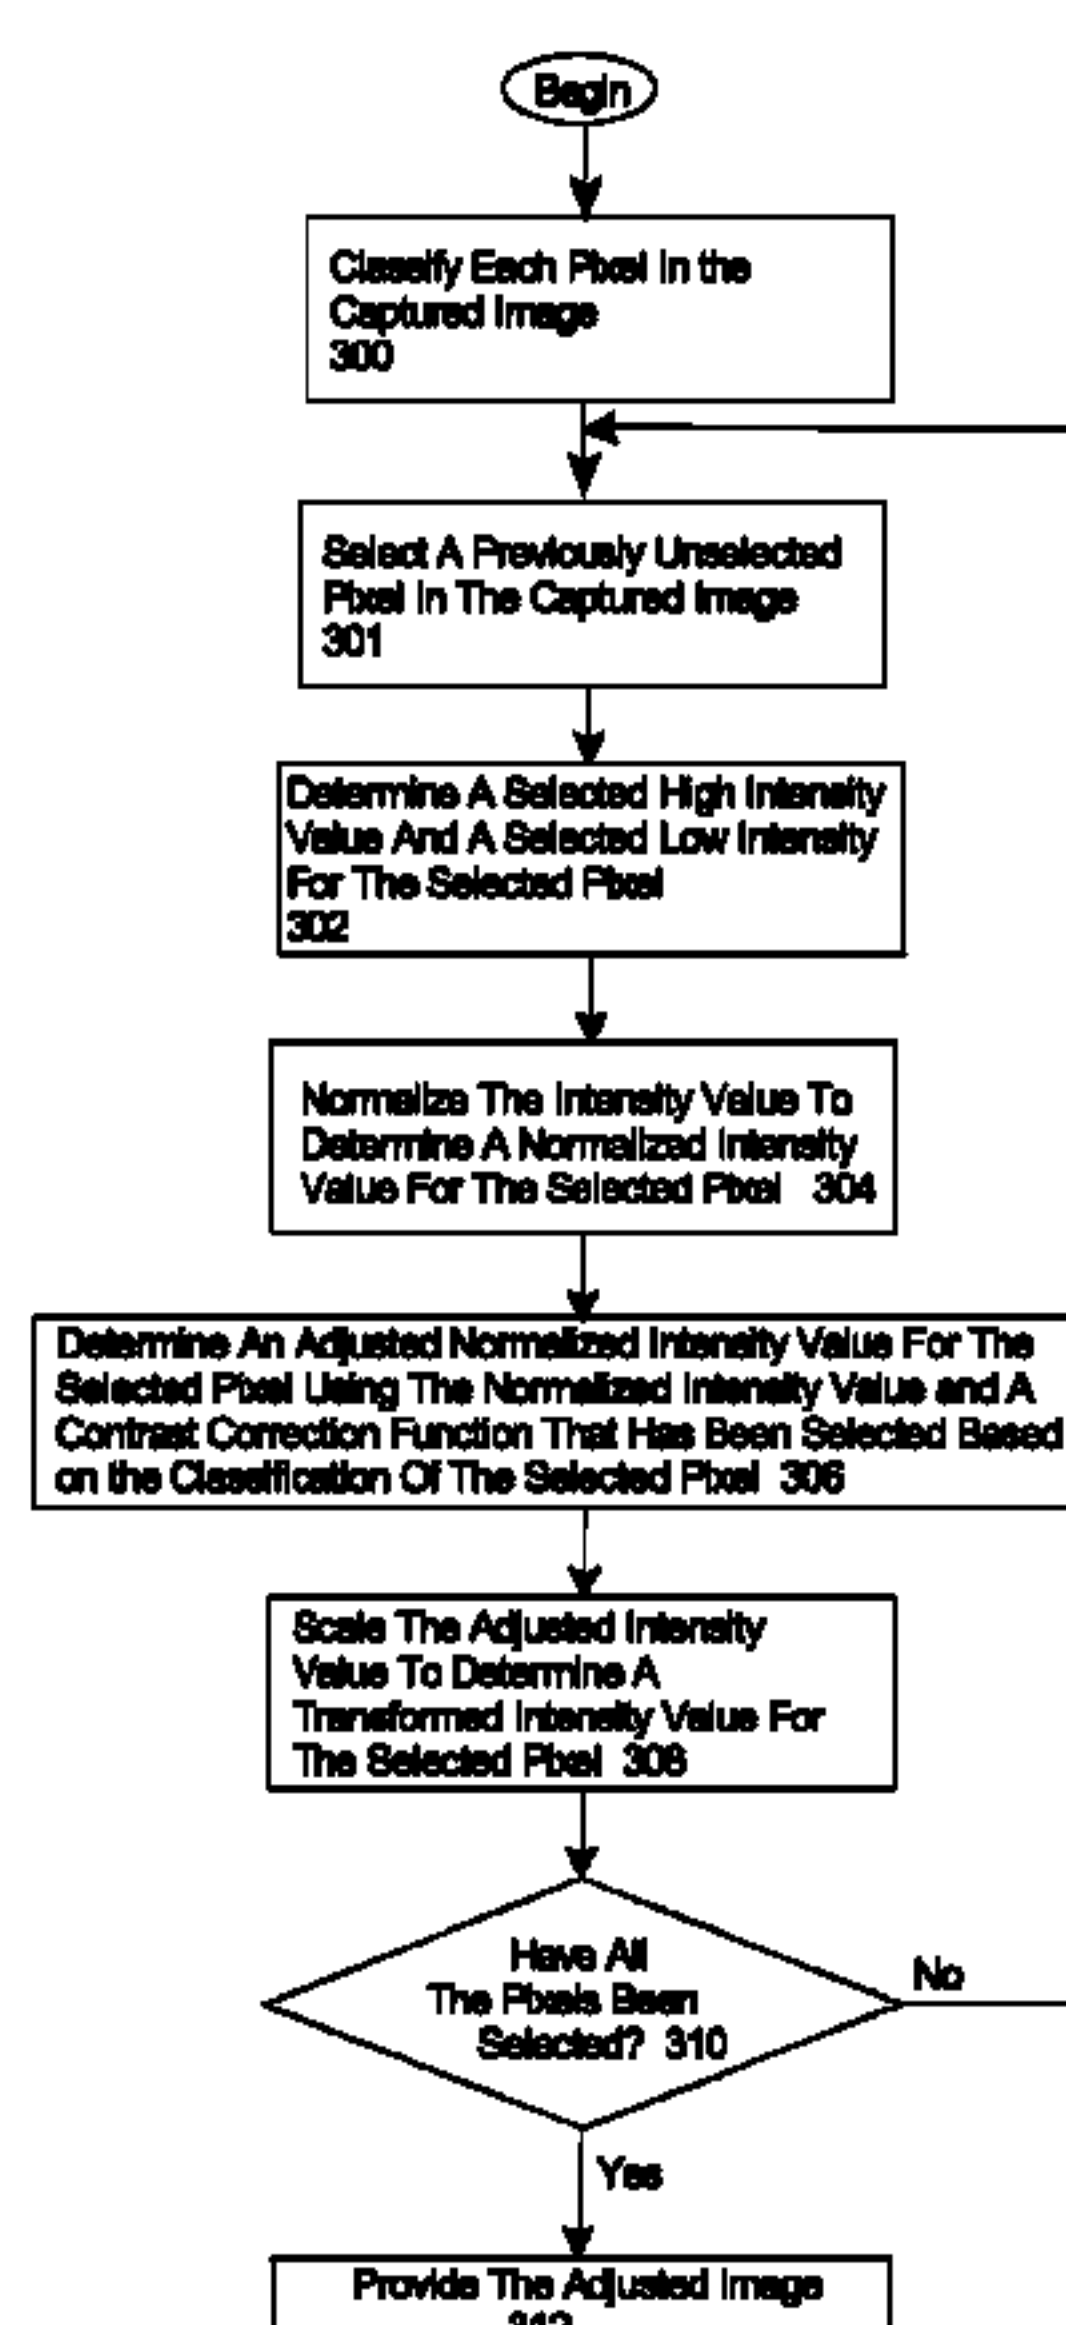 Begin
Classify Each Pixel In the
Captured Image
300
Select A Previously Unselected
Pixel In The Captured Image
301
Determine A Selected High Intensity
Value And A Selected Low Intensity
For The Selected Pixel
302
Normalize The Intensity Value To
Determine A Normalized Intensity
Value For The Selected Pixel 304
Determine An Adjusted Normalized Intensity Value For The
Selected Pixel Using The Normalized Intensity Value and A
Contrast Correction Function That Has Been Selected Based
on the Classification Of The Selected Pixel 306
Scale The Adjusted Intensity
Value To Determine A
Transformed Intensity Value For
The Selected Pixel 308
Have All
The Pixels Been
Selected? 310
No
Yes
Provide The Adjusted Image